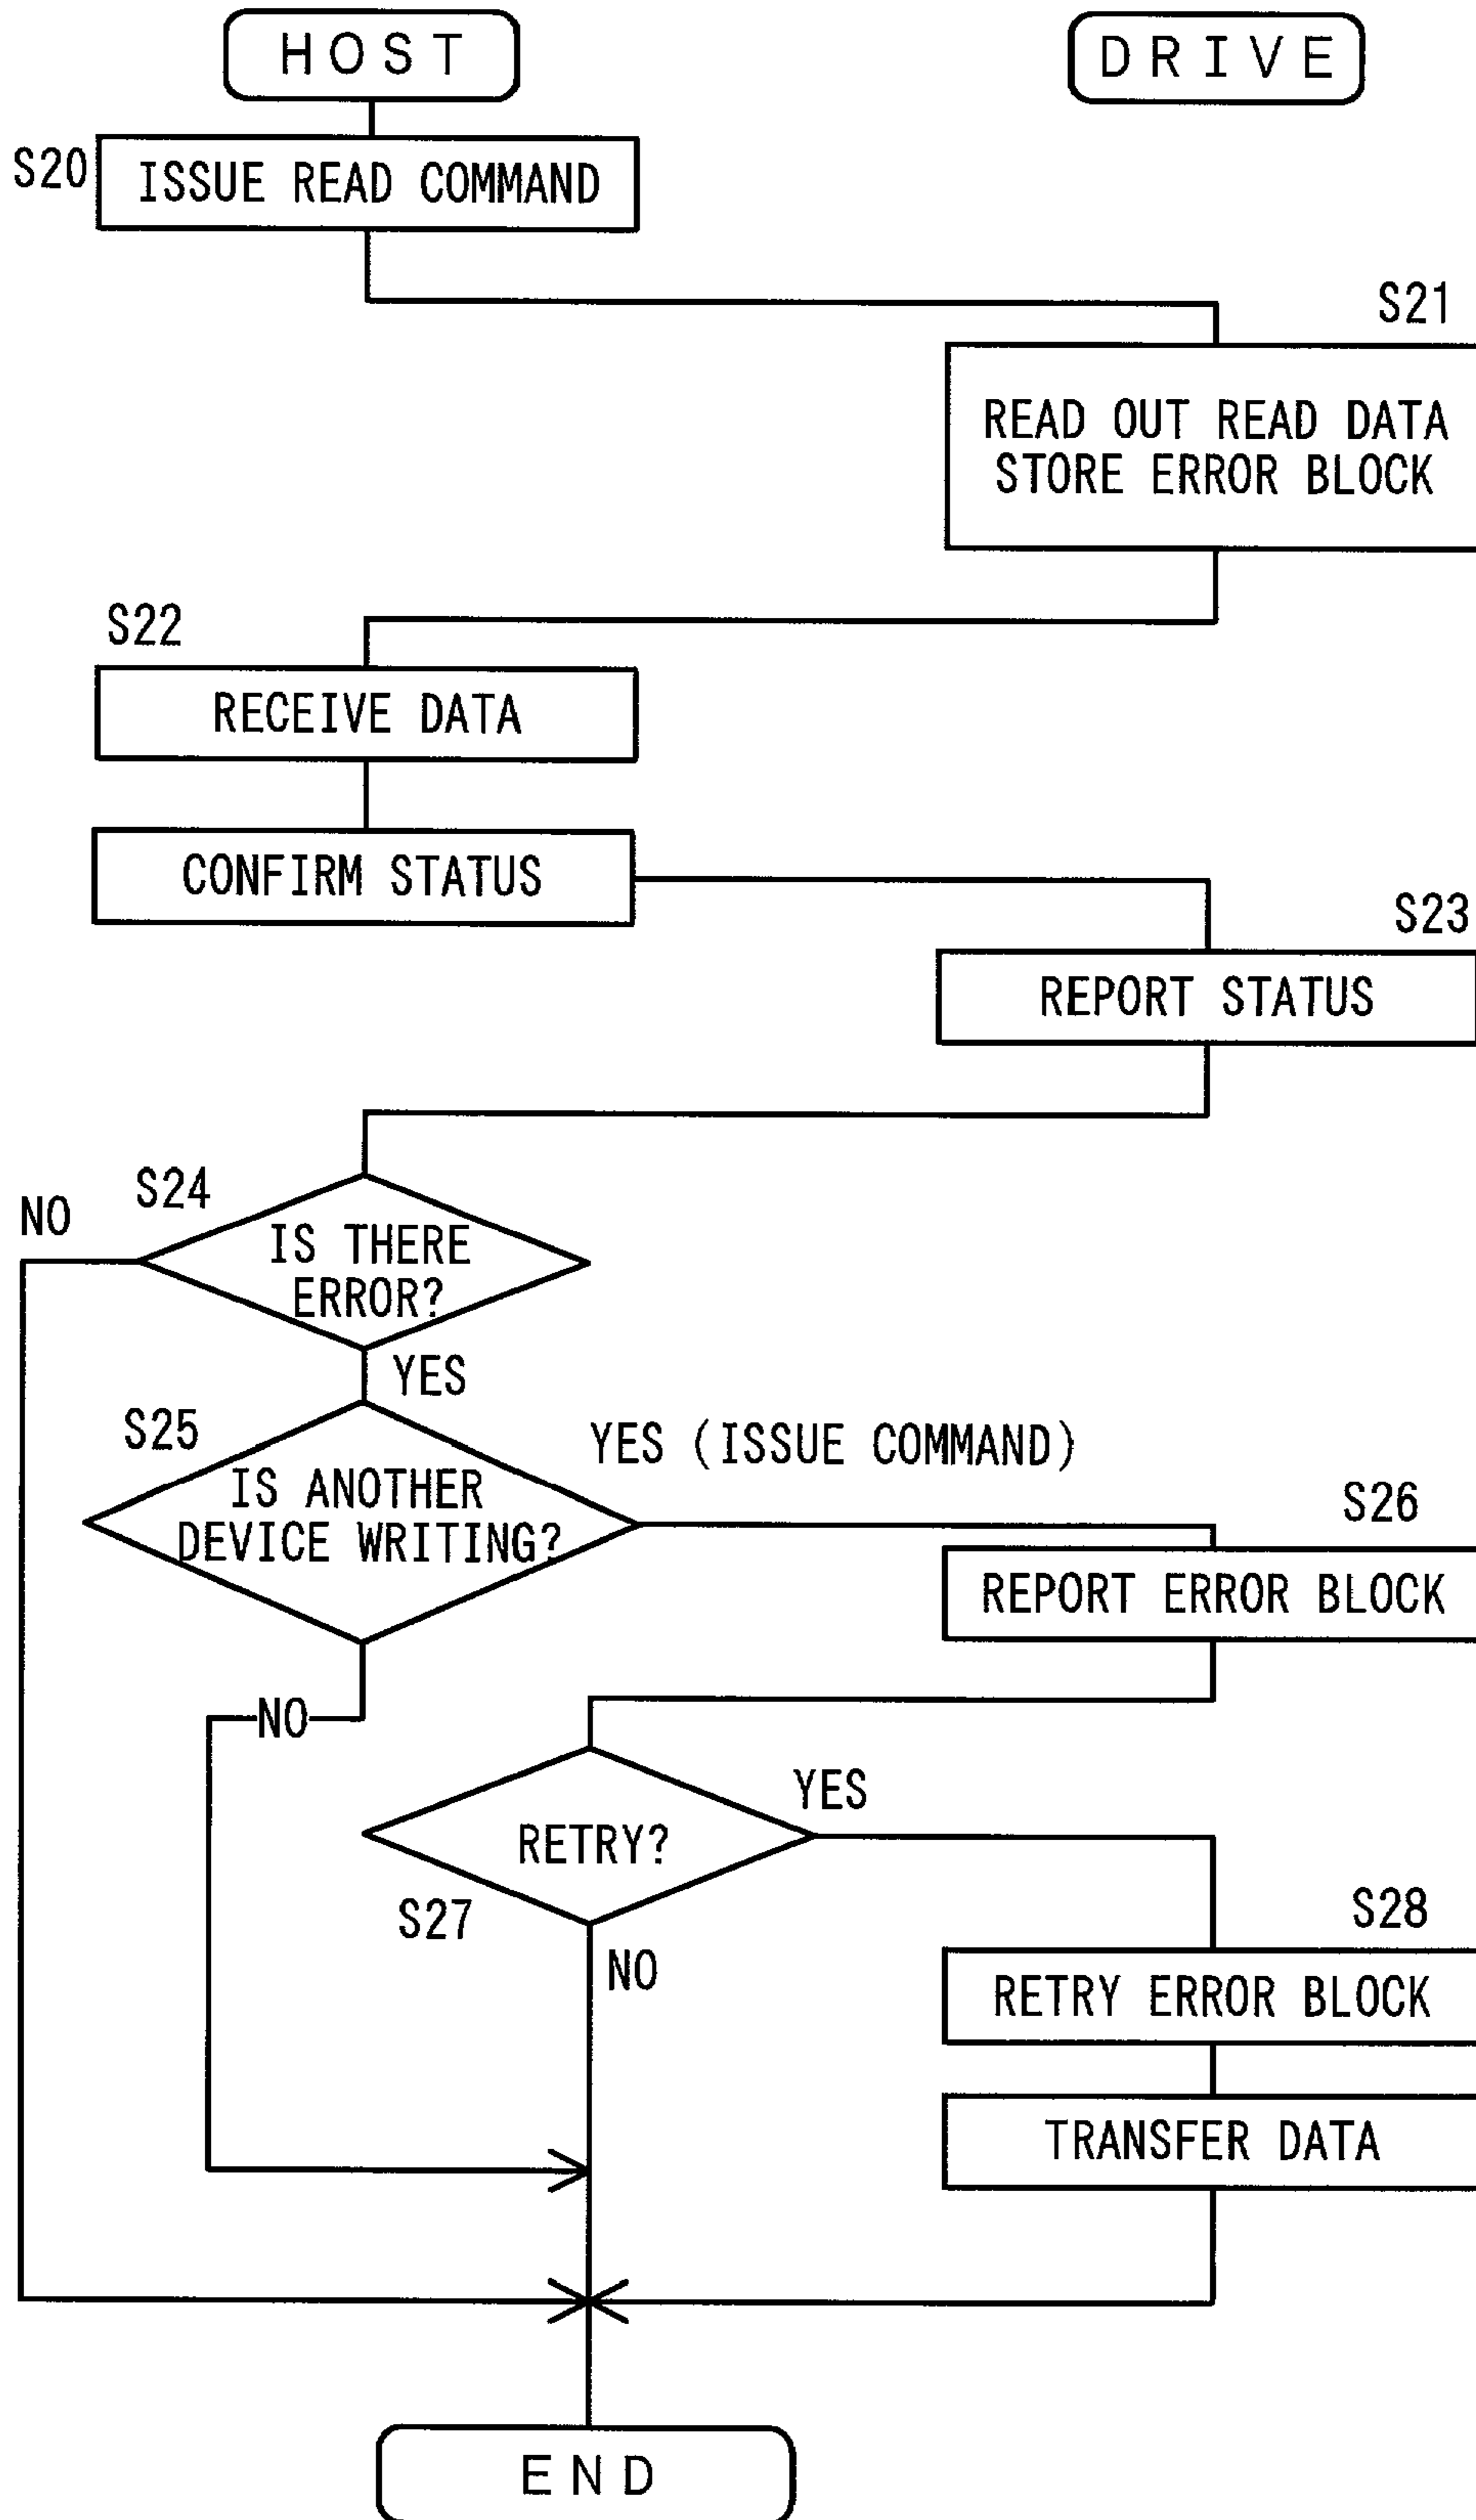 HOST
DRIVE
S20
ISSUE READ COMMAND
S21
READ OUT READ DATA
STORE ERROR BLOCK
S22
RECEIVE DATA
CONFIRM STATUS
S23
REPORT STATUS
S24
NO
IS THERE
ERROR?
YES
S25
YES (ISSUE COMMAND)
IS ANOTHER
DEVICE WRITING?
S26
REPORT ERROR BLOCK
NO
YES
RETRY?
S27
S28
NO
RETRY ERROR BLOCK
TRANSFER DATA
END